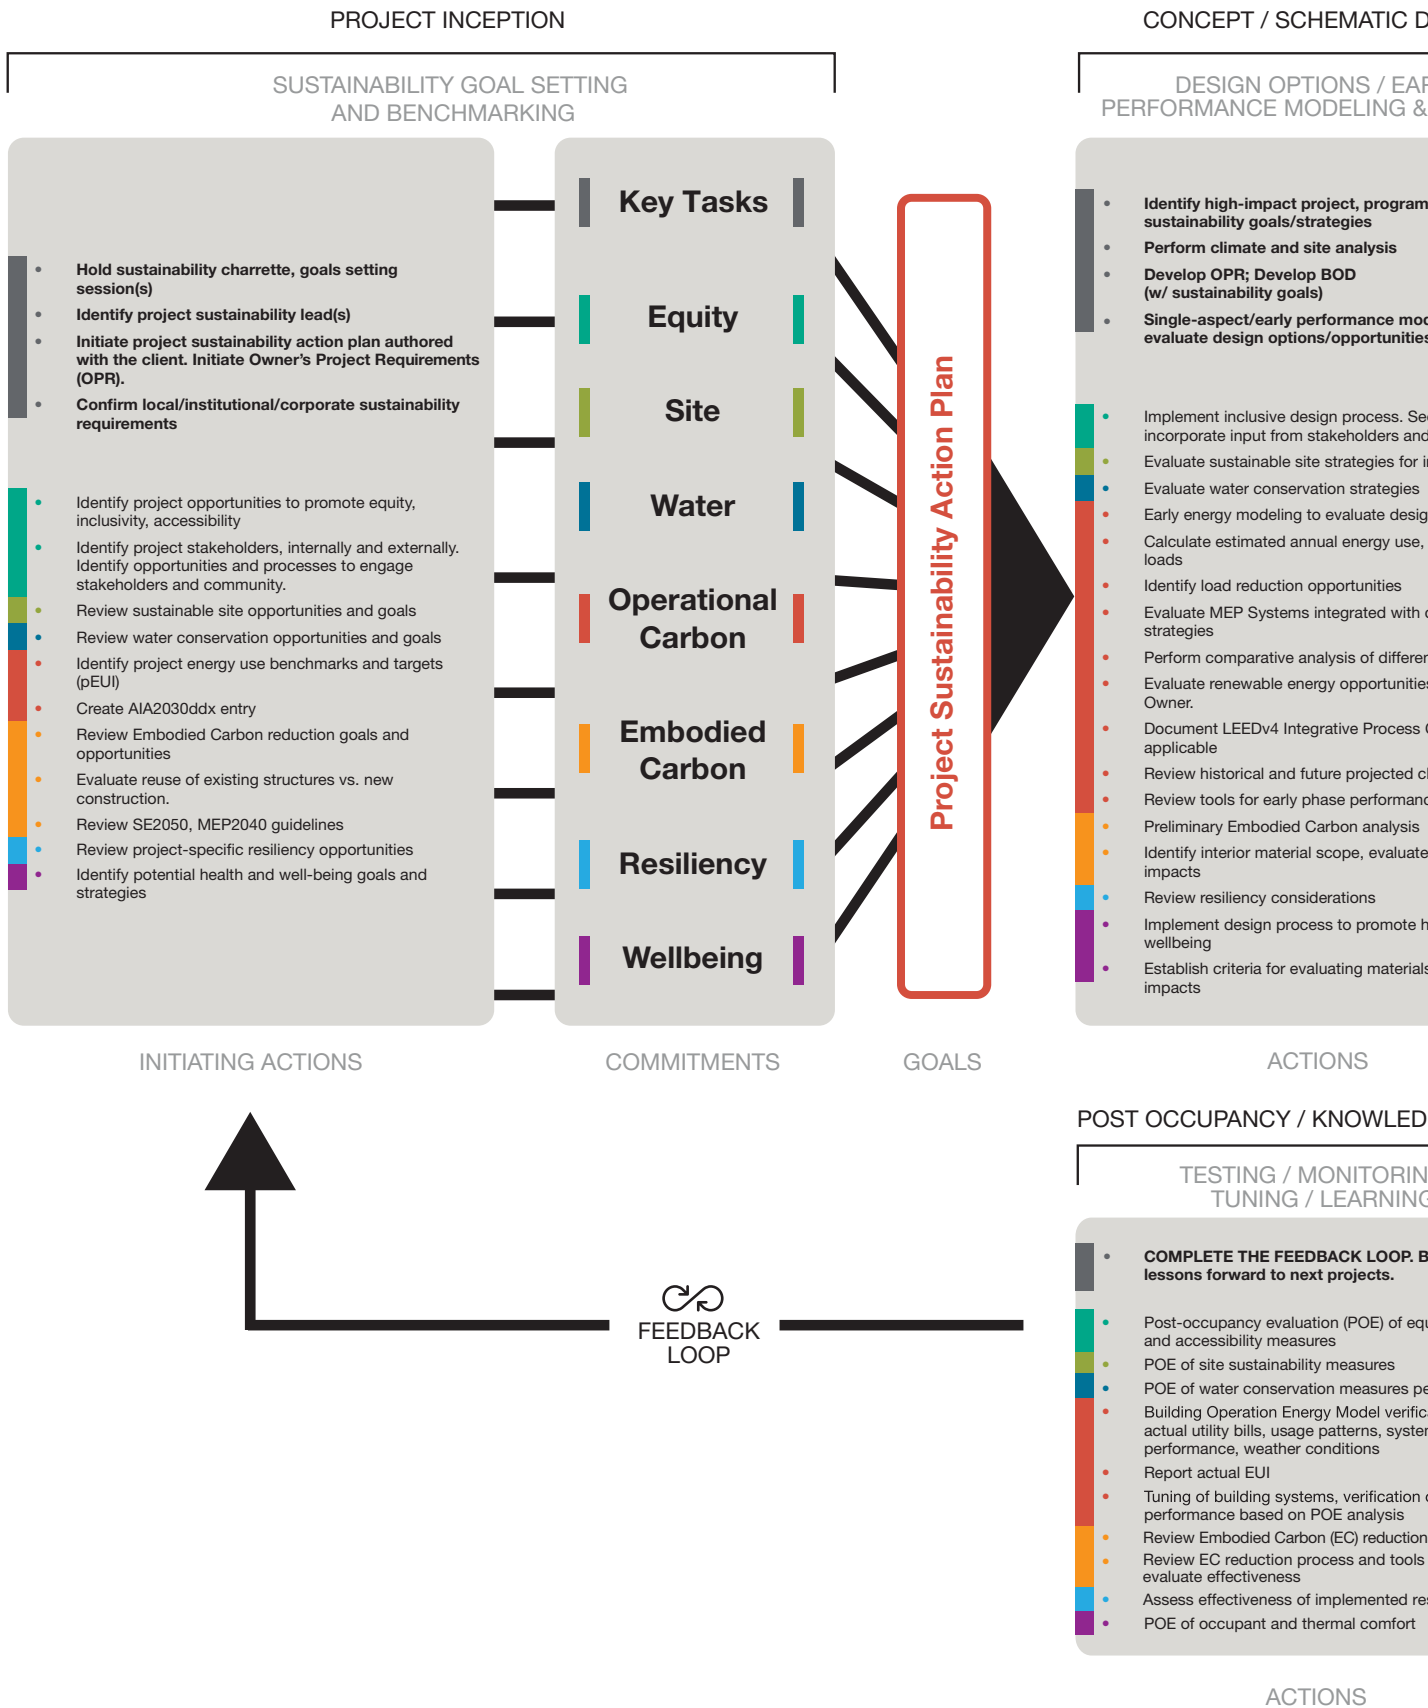 PROJECT INCEPTION
SUSTAINABILITY GOAL SETTING
AND BENCHMARKING
Hold sustainability charrette, goals setting
session(s)
Identify project sustainability lead(s)
Initiate project sustainability action plan authored
with the client. Initiate Owner's Project Requirements
(OPR).
Confirm local/institutional/corporate sustainability
requirements
Identify project opportunities to promote equity,
inclusivity, accessibility
Identify project stakeholders, internally and externally.
Identify opportunities and processes to engage
stakeholders and community.
Review sustainable site opportunities and goals
Review water conservation opportunities and goals
Identify project energy use benchmarks and targets
(pEUI)
Create AIA2030ddx entry
Review Embodied Carbon reduction goals and
opportunities
Evaluate reuse of existing structures vs. new
construction.
Review SE2050, MEP2040 guidelines
Review project-specific resiliency opportunities
Identify potential health and well-being goals and
strategies
INITIATING ACTIONS
Key Tasks
Equity
Site
Water
Operational
Carbon
Embodied
Carbon
Resiliency
Wellbeing
COMMITMENTS
Project Sustainability Action Plan
GOALS
CONCEPT / SCHEMATIC
DESIGN OPTIONS /
PERFORMANCE MODELING &
Identify high-impact project, program
sustainability goals/strategies
Perform climate and site analysis
Develop OPR; Develop BOD
(w/ sustainability goals)
Single-aspect/early performance
evaluate design options/opportunities
Implement inclusive design process.
incorporate input from stakeholders and
Evaluate sustainable site strategies for
Evaluate water conservation strategies
Early energy modeling to evaluate
Calculate estimated annual energy use,
loads
Identify load reduction opportunities
Evaluate MEP Systems integrated with
strategies
Perform comparative analysis of
Evaluate renewable energy opportunities
Owner.
Document LEEDv4 Integrative Process
applicable
Review historical and future projected
Review tools for early phase
Preliminary Embodied Carbon analysis
Identify interior material scope, evaluate
impacts
Review resiliency considerations
Implement design process to promote
wellbeing
Establish criteria for evaluating materials
impacts
ACTIONS
POST OCCUPANCY /
TESTING /
TUNING /
COMPLETE THE FEEDBACK LOOP.
lessons forward to next projects.
Post-occupancy evaluation (POE) of
and accessibility measures
POE of site sustainability measures
POE of water conservation measures
Building Operation Energy Model
actual utility bills, usage patterns,
performance, weather conditions
Report actual EUI
Tuning of building systems, verification
performance based on POE analysis
Review Embodied Carbon (EC) reduction
Review EC reduction process and tools
evaluate effectiveness
Assess effectiveness of implemented
POE of occupant and thermal comfort
ACTIONS
FEEDBACK
LOOP